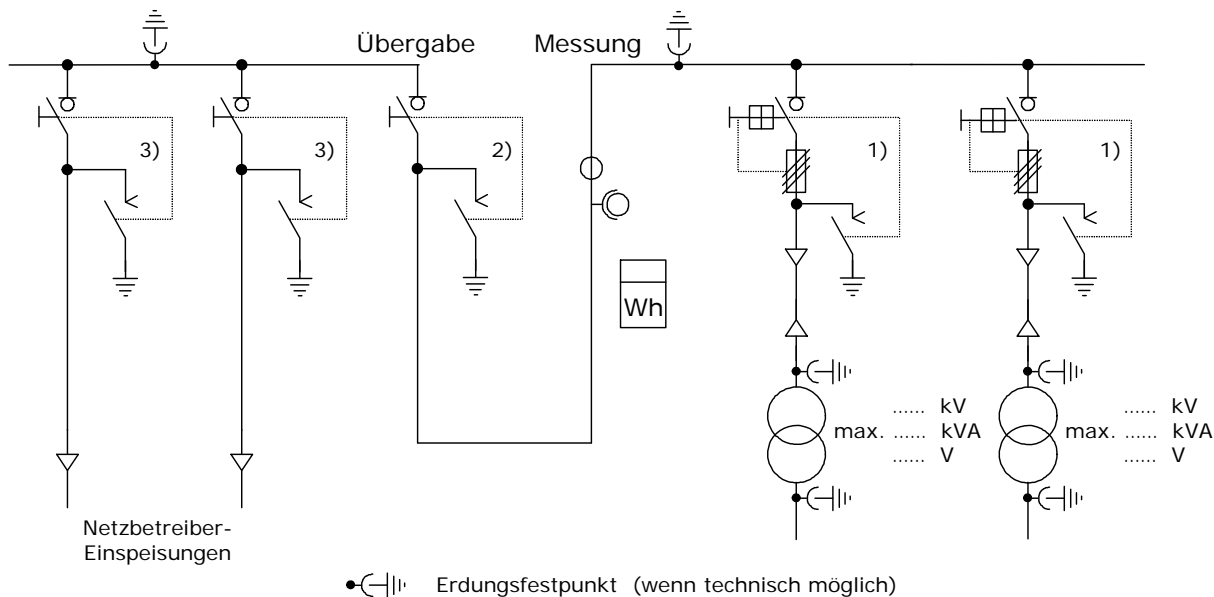 Übergabe
Messung
3)
3)
2)
1)
1)
Wh
max. ...... kV
...... kVA
...... V
max. ...... kV
...... kVA
...... V
Netzbetreiber-
Einspeisungen
Erdungsfestpunkt (wenn technisch möglich)